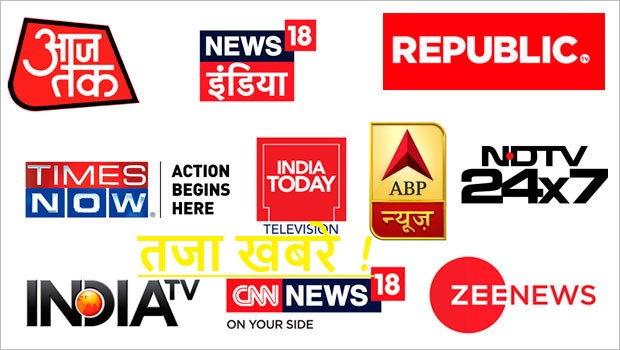 आज
तक
NEWS 18
इंडिया
REPUBLIC. TV
TIMES
NOW
ACTION
BEGINS
HERE
INDIA
TODAY
TELEVISION
ABP
न्यूज़
NDTV
24x7
तजा खबरे !
INDIA TV
CNN NEWS 18
ON YOUR SIDE
ZEE NEWS